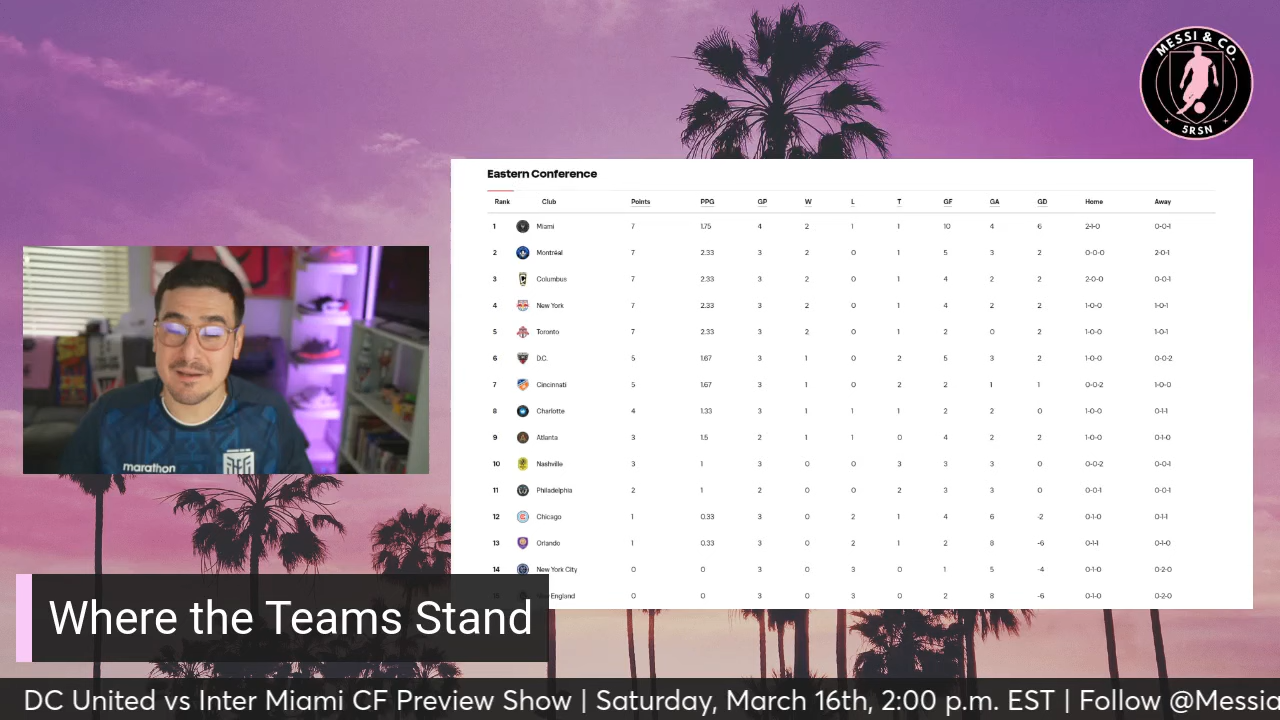 MESSI & CO.
SRSN
Eastern Conference
Rank Club Points PPG GP W L T GF GA GD Home Away
1 Miami 7 1.75 4 2 1 1 10 4 6 2-1-0 0-0-1
2 Montréal 7 2.33 3 2 0 1 5 3 2 0-0-0 2-0-1
3 Columbus 7 2.33 3 2 0 1 4 2 2 2-0-0 0-0-1
4 New York 7 2.33 3 2 0 1 4 2 2 1-0-0 1-0-1
5 Toronto 7 2.33 3 2 0 1 2 0 2 1-0-0 1-0-1
6 D.C. 5 1.67 3 1 0 2 5 3 2 1-0-0 0-0-2
7 Cincinnati 5 1.67 3 1 0 2 2 1 1 0-0-2 1-0-0
8 Charlotte 4 1.33 3 1 1 1 2 2 0 1-0-0 0-1-1
9 Atlanta 3 1.5 2 1 1 0 4 2 2 1-0-0 0-1-0
10 Nashville 3 1 3 0 0 3 3 3 0 0-0-2 0-0-1
11 Philadelphia 2 1 2 0 0 2 3 3 0 0-0-1 0-0-1
12 Chicago 1 0.33 3 0 2 1 4 6 -2 0-1-0 0-1-1
13 Orlando 1 0.33 3 0 2 1 2 8 -6 0-1-1 0-1-0
14 New York City 0 0 3 0 3 0 1 5 -4 0-1-0 0-2-0
England 0 0 3 0 3 0 2 8 -6 0-1-0 0-2-0
marathon
Where the Teams Stand
DC United vs Inter Miami CF Preview Show | Saturday, March 16th, 2:00 p.m. EST | Follow @Messi